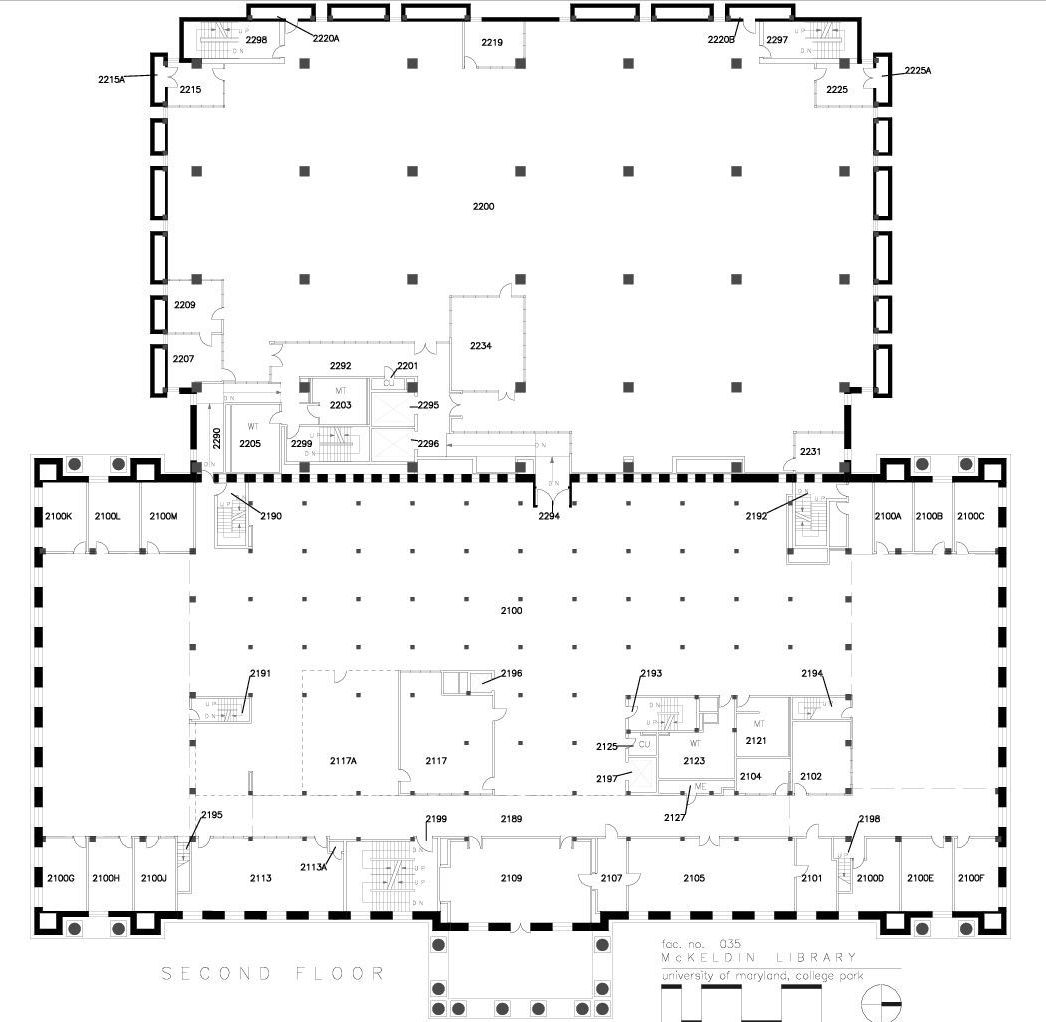 2298
UP
DN
2220A
2219
2220B
2297
UP
DN
2215A
2215
2225
2225A
2200
2209
2207
2234
2292
2201
CU
MT
2203
2295
DN
2290
WT
2205
UP
2299
DN
2296
DN
DN
DN
2231
2294
2100K
2100L
2100M
UP
2190
2192
DN
UP
2100A
2100B
2100C
2100
2191
UP
DN
2196
2193
DN
UP
2194
UP
2117A
2117
2125
CU
WT
2123
MT
2121
2197
2104
2102
ME
2127
2195
2199
2189
2198
DN
UP
UP
UP
DN
2113A
2100G
2100H
2100J
2113
2109
2107
2105
2101
2100D
2100E
2100F
SECOND FLOOR
fac. no. 035
McKELDIN LIBRARY
university of maryland, college park